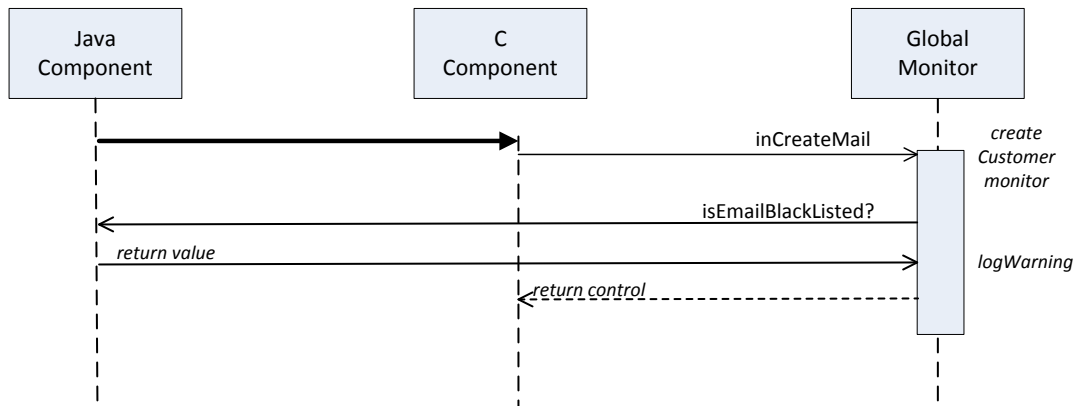 Java
Component
C
Component
Global
Monitor
inCreateMail
create
Customer
monitor
isEmailBlackListed?
return value
logWarning
return control